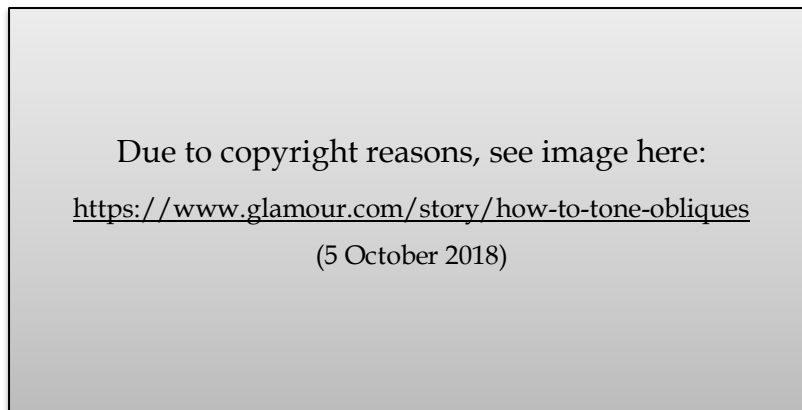 Due to copyright reasons, see image here:
https://www.glamour.com/story/how-to-tone-obliques
(5 October 2018)